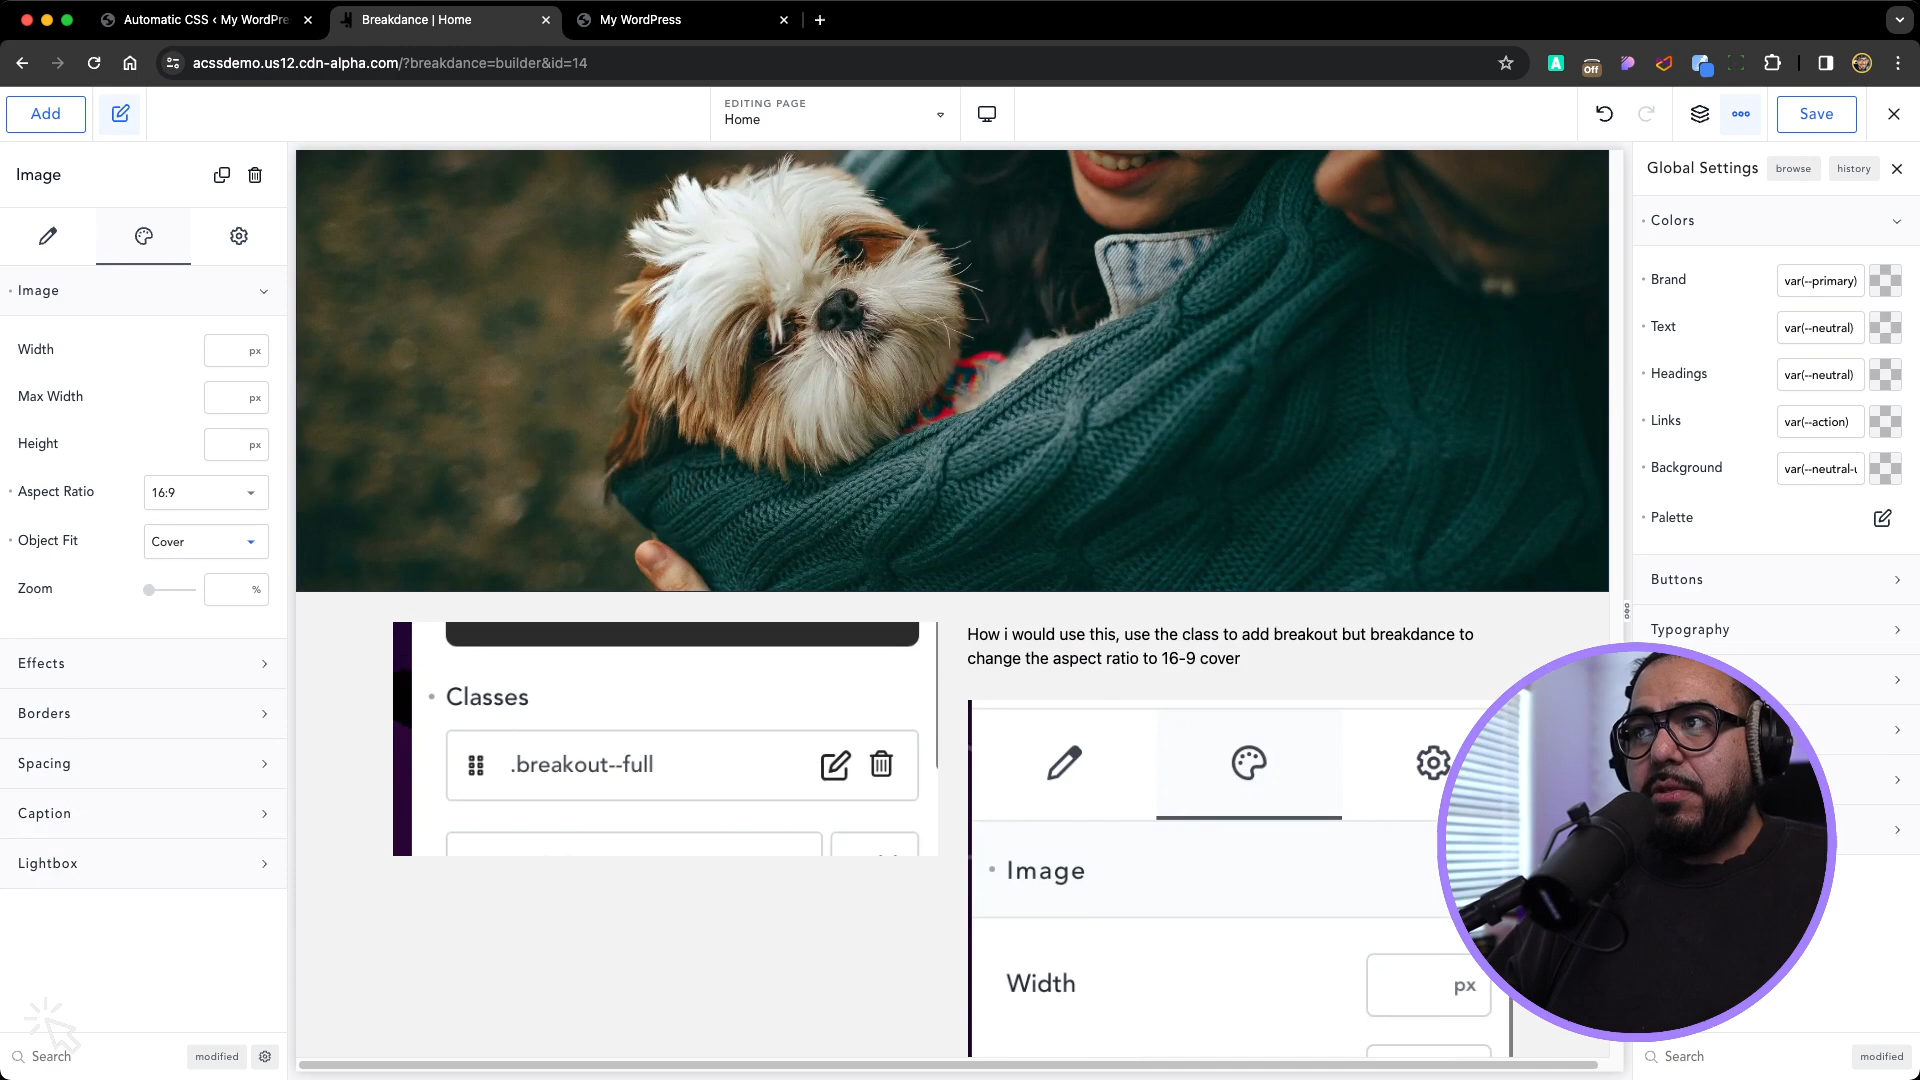 Automatic CSS ‹ My WordPre
Breakdance | Home
My WordPress
acssdemo.us12.cdn-alpha.com/?breakdance=builder&id=14
Off
Add
EDITING PAGE
Home
Save
Image
Image
Width
px
Max Width
px
Height
px
Aspect Ratio
16:9
Object Fit
Cover
Zoom
%
Effects
Borders
Spacing
Caption
Lightbox
Search
modified
How i would use this, use the class to add breakout but breakdance to
change the aspect ratio to 16-9 cover
Classes
.breakout--full
Image
Width
px
Global Settings
browse
history
Colors
Brand
var(--primary)
Text
var(--neutral)
Headings
var(--neutral)
Links
var(--action)
Background
var(--neutral-u
Palette
Buttons
Typography
Search
modified